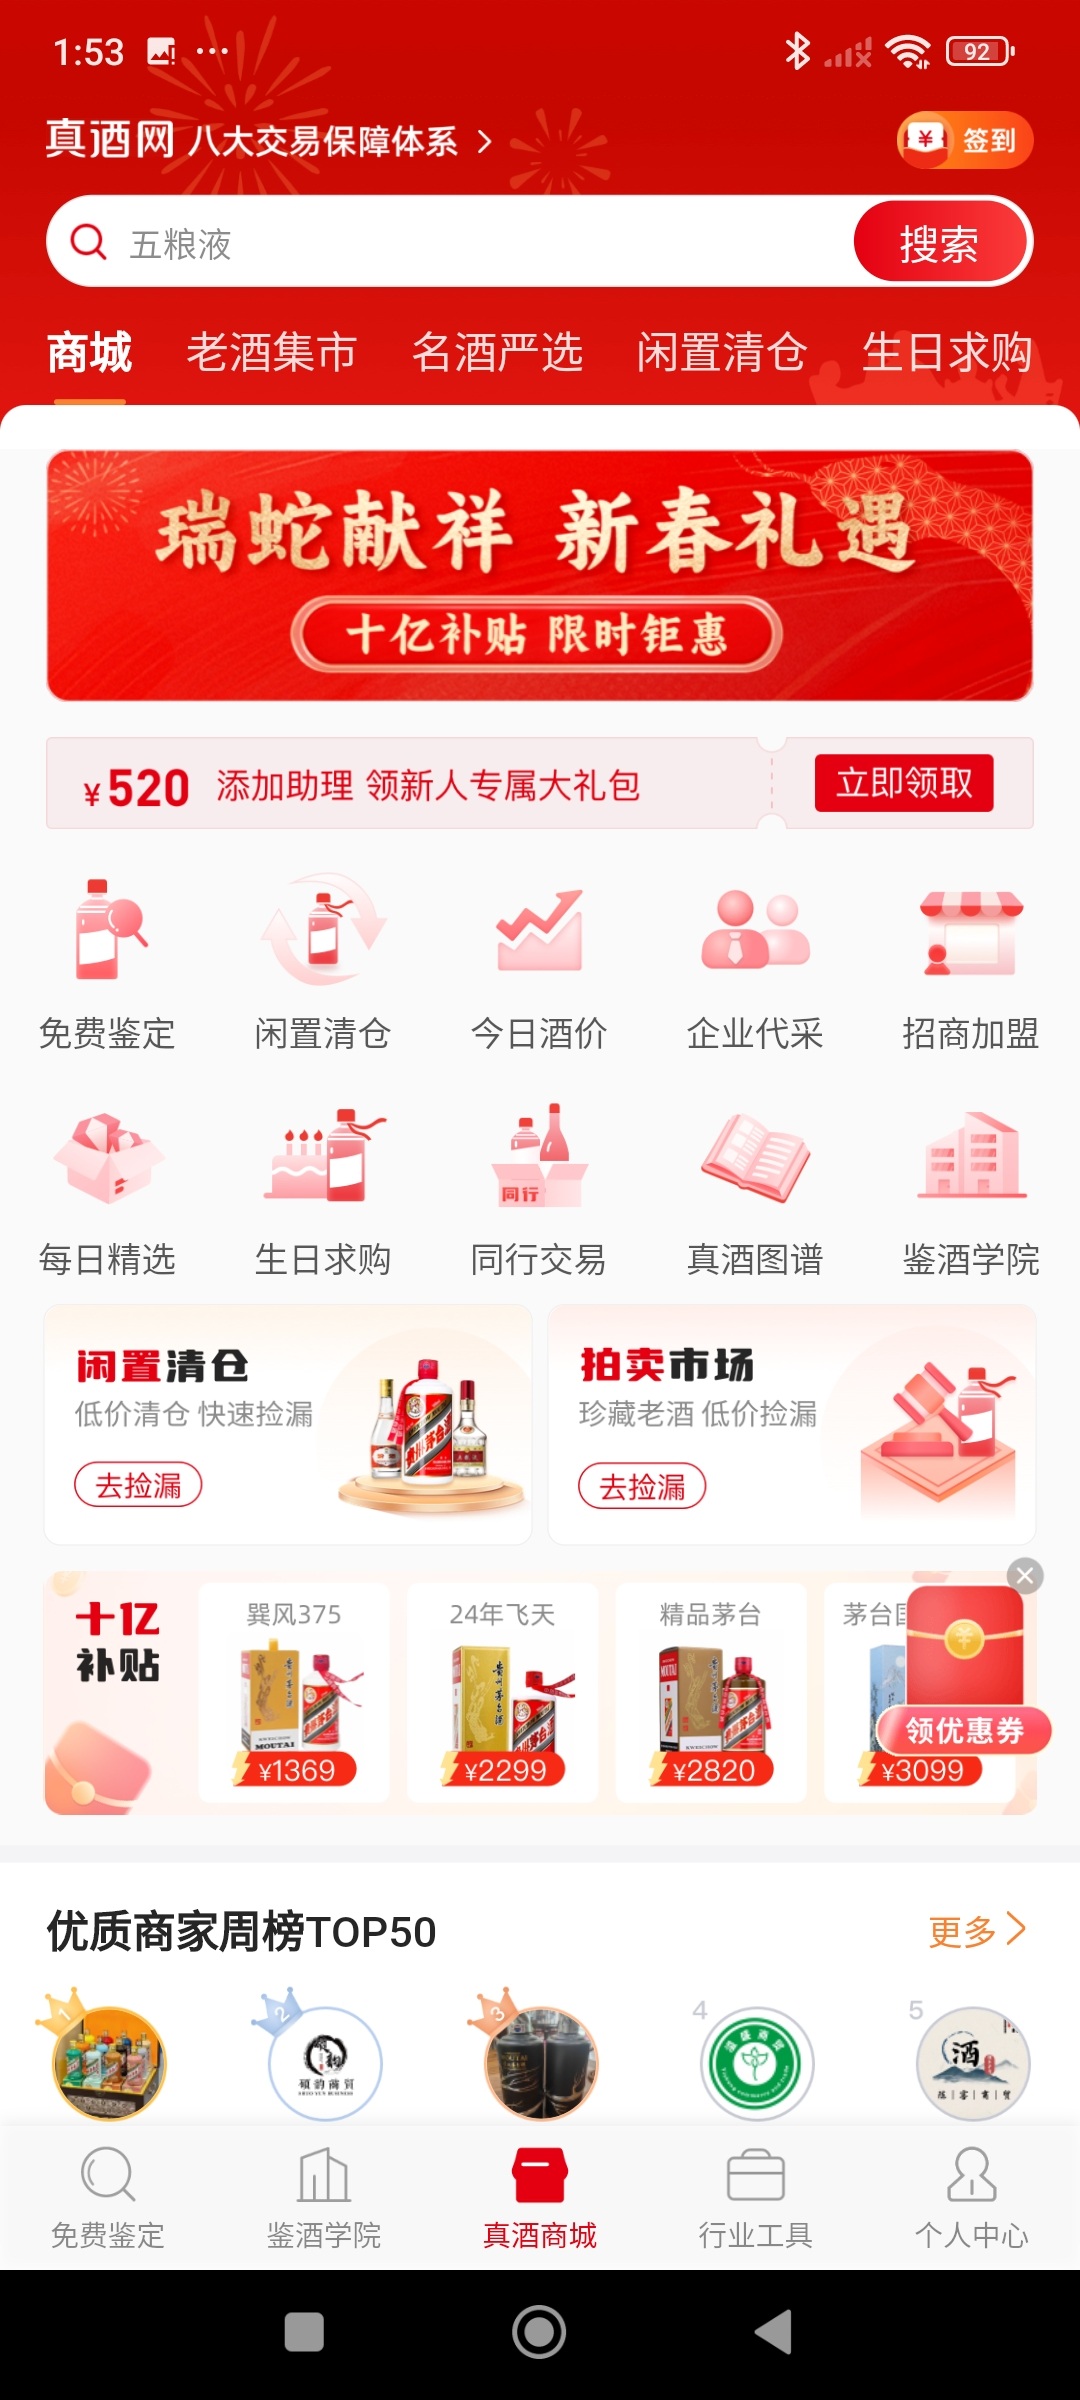 1:53
92
真酒网 八大交易保障体系
签到
五粮液
搜索
商城 老酒集市 名酒严选 闲置清仓 生日求购
瑞蛇献祥 新春礼遇
十亿补贴 限时钜惠
¥520 添加助理 领新人专属大礼包
立即领取
免费鉴定 闲置清仓 今日酒价 企业代采 招商加盟
同行
每日精选 生日求购 同行交易 真酒图谱 鉴酒学院
闲置清仓
低价清仓 快速捡漏
去捡漏
拍卖市场
珍藏老酒 低价捡漏
去捡漏
十亿
补贴
巽风375 24年飞天 精品茅台 茅台
MOUTAI
¥1369 ¥2299 ¥2820 ¥3099
领优惠券
优质商家周榜TOP50
更多
1 2 3 4 5
硕韵商贸
酒
免费鉴定 鉴酒学院 真酒商城 行业工具 个人中心